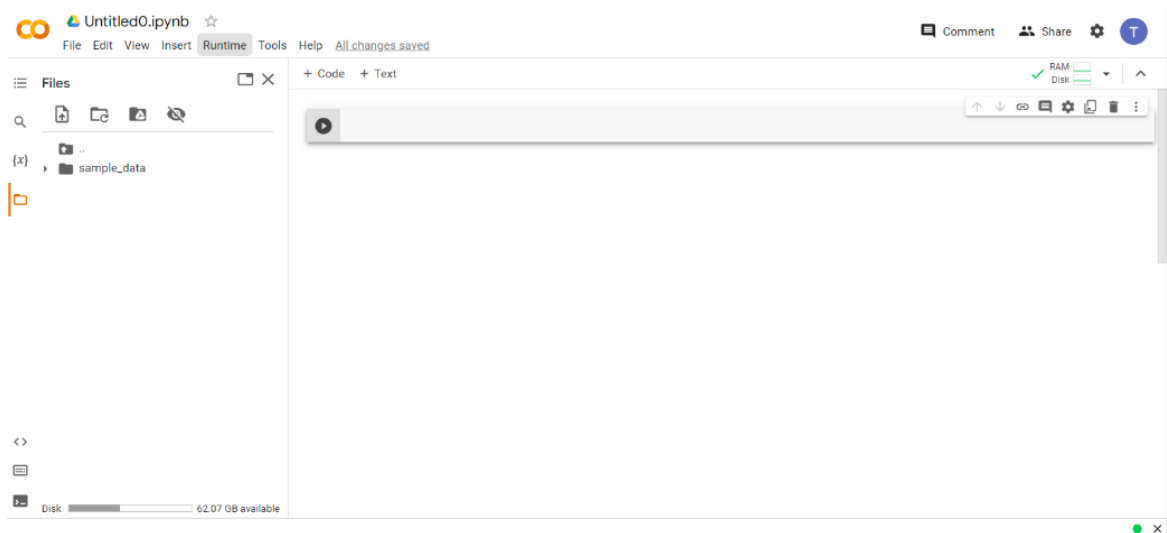 Untitled0.ipynb
File Edit View Insert Runtime Tools Help All changes saved
Comment Share T
Files
+ Code + Text
RAM
Disk
..
{x}
sample_data
Disk 62.07 GB available